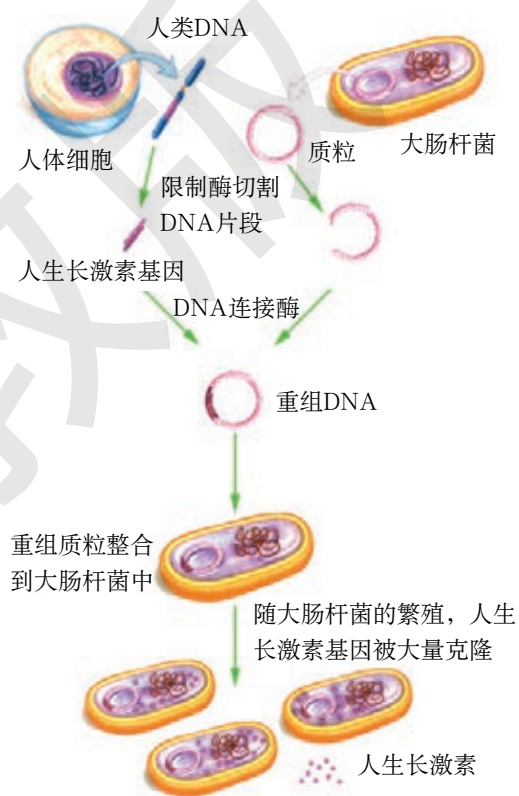 人类DNA
人体细胞
质粒
大肠杆菌
限制酶切割
DNA片段
人生长激素基因
DNA连接酶
重组DNA
重组质粒整合
到大肠杆菌中
随大肠杆菌的繁殖，人生
长激素基因被大量克隆
人生长激素